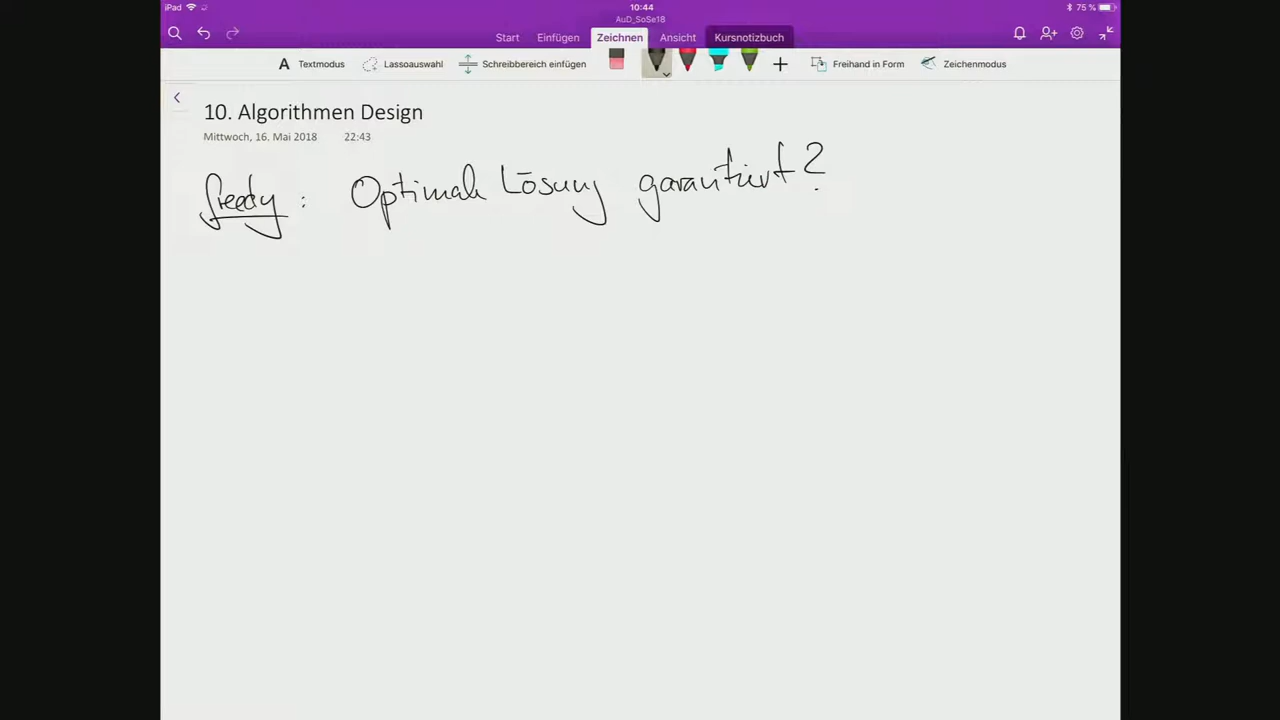 iPad 10:44 75 %
AuD_SoSe18
Start Einfügen Zeichnen Ansicht Kursnotizbuch
A Textmodus Lassoauswahl Schreibbereich einfügen Freihand in Form Zeichenmodus
10. Algorithmen Design
Mittwoch, 16. Mai 2018 22:43
Greedy : Optimale Lösung garantiert ?